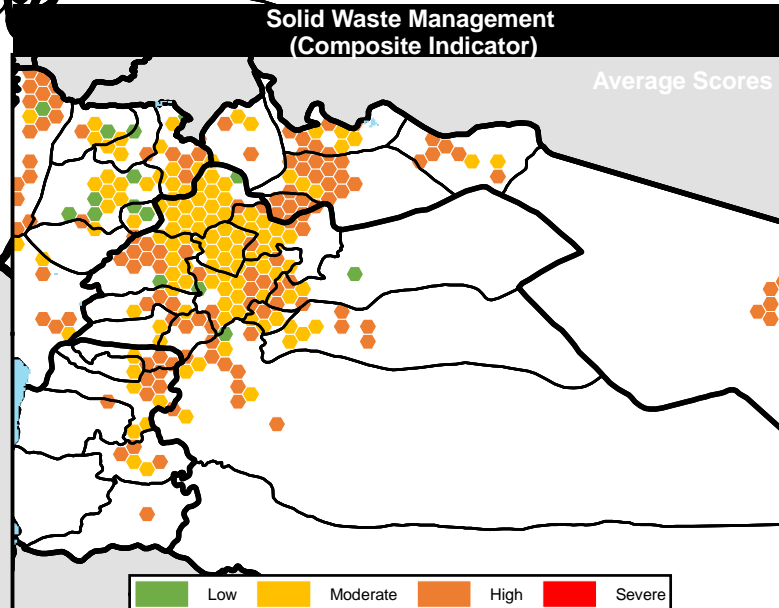 Solid Waste Management
(Composite Indicator)
Average Scores
Low Moderate High Severe